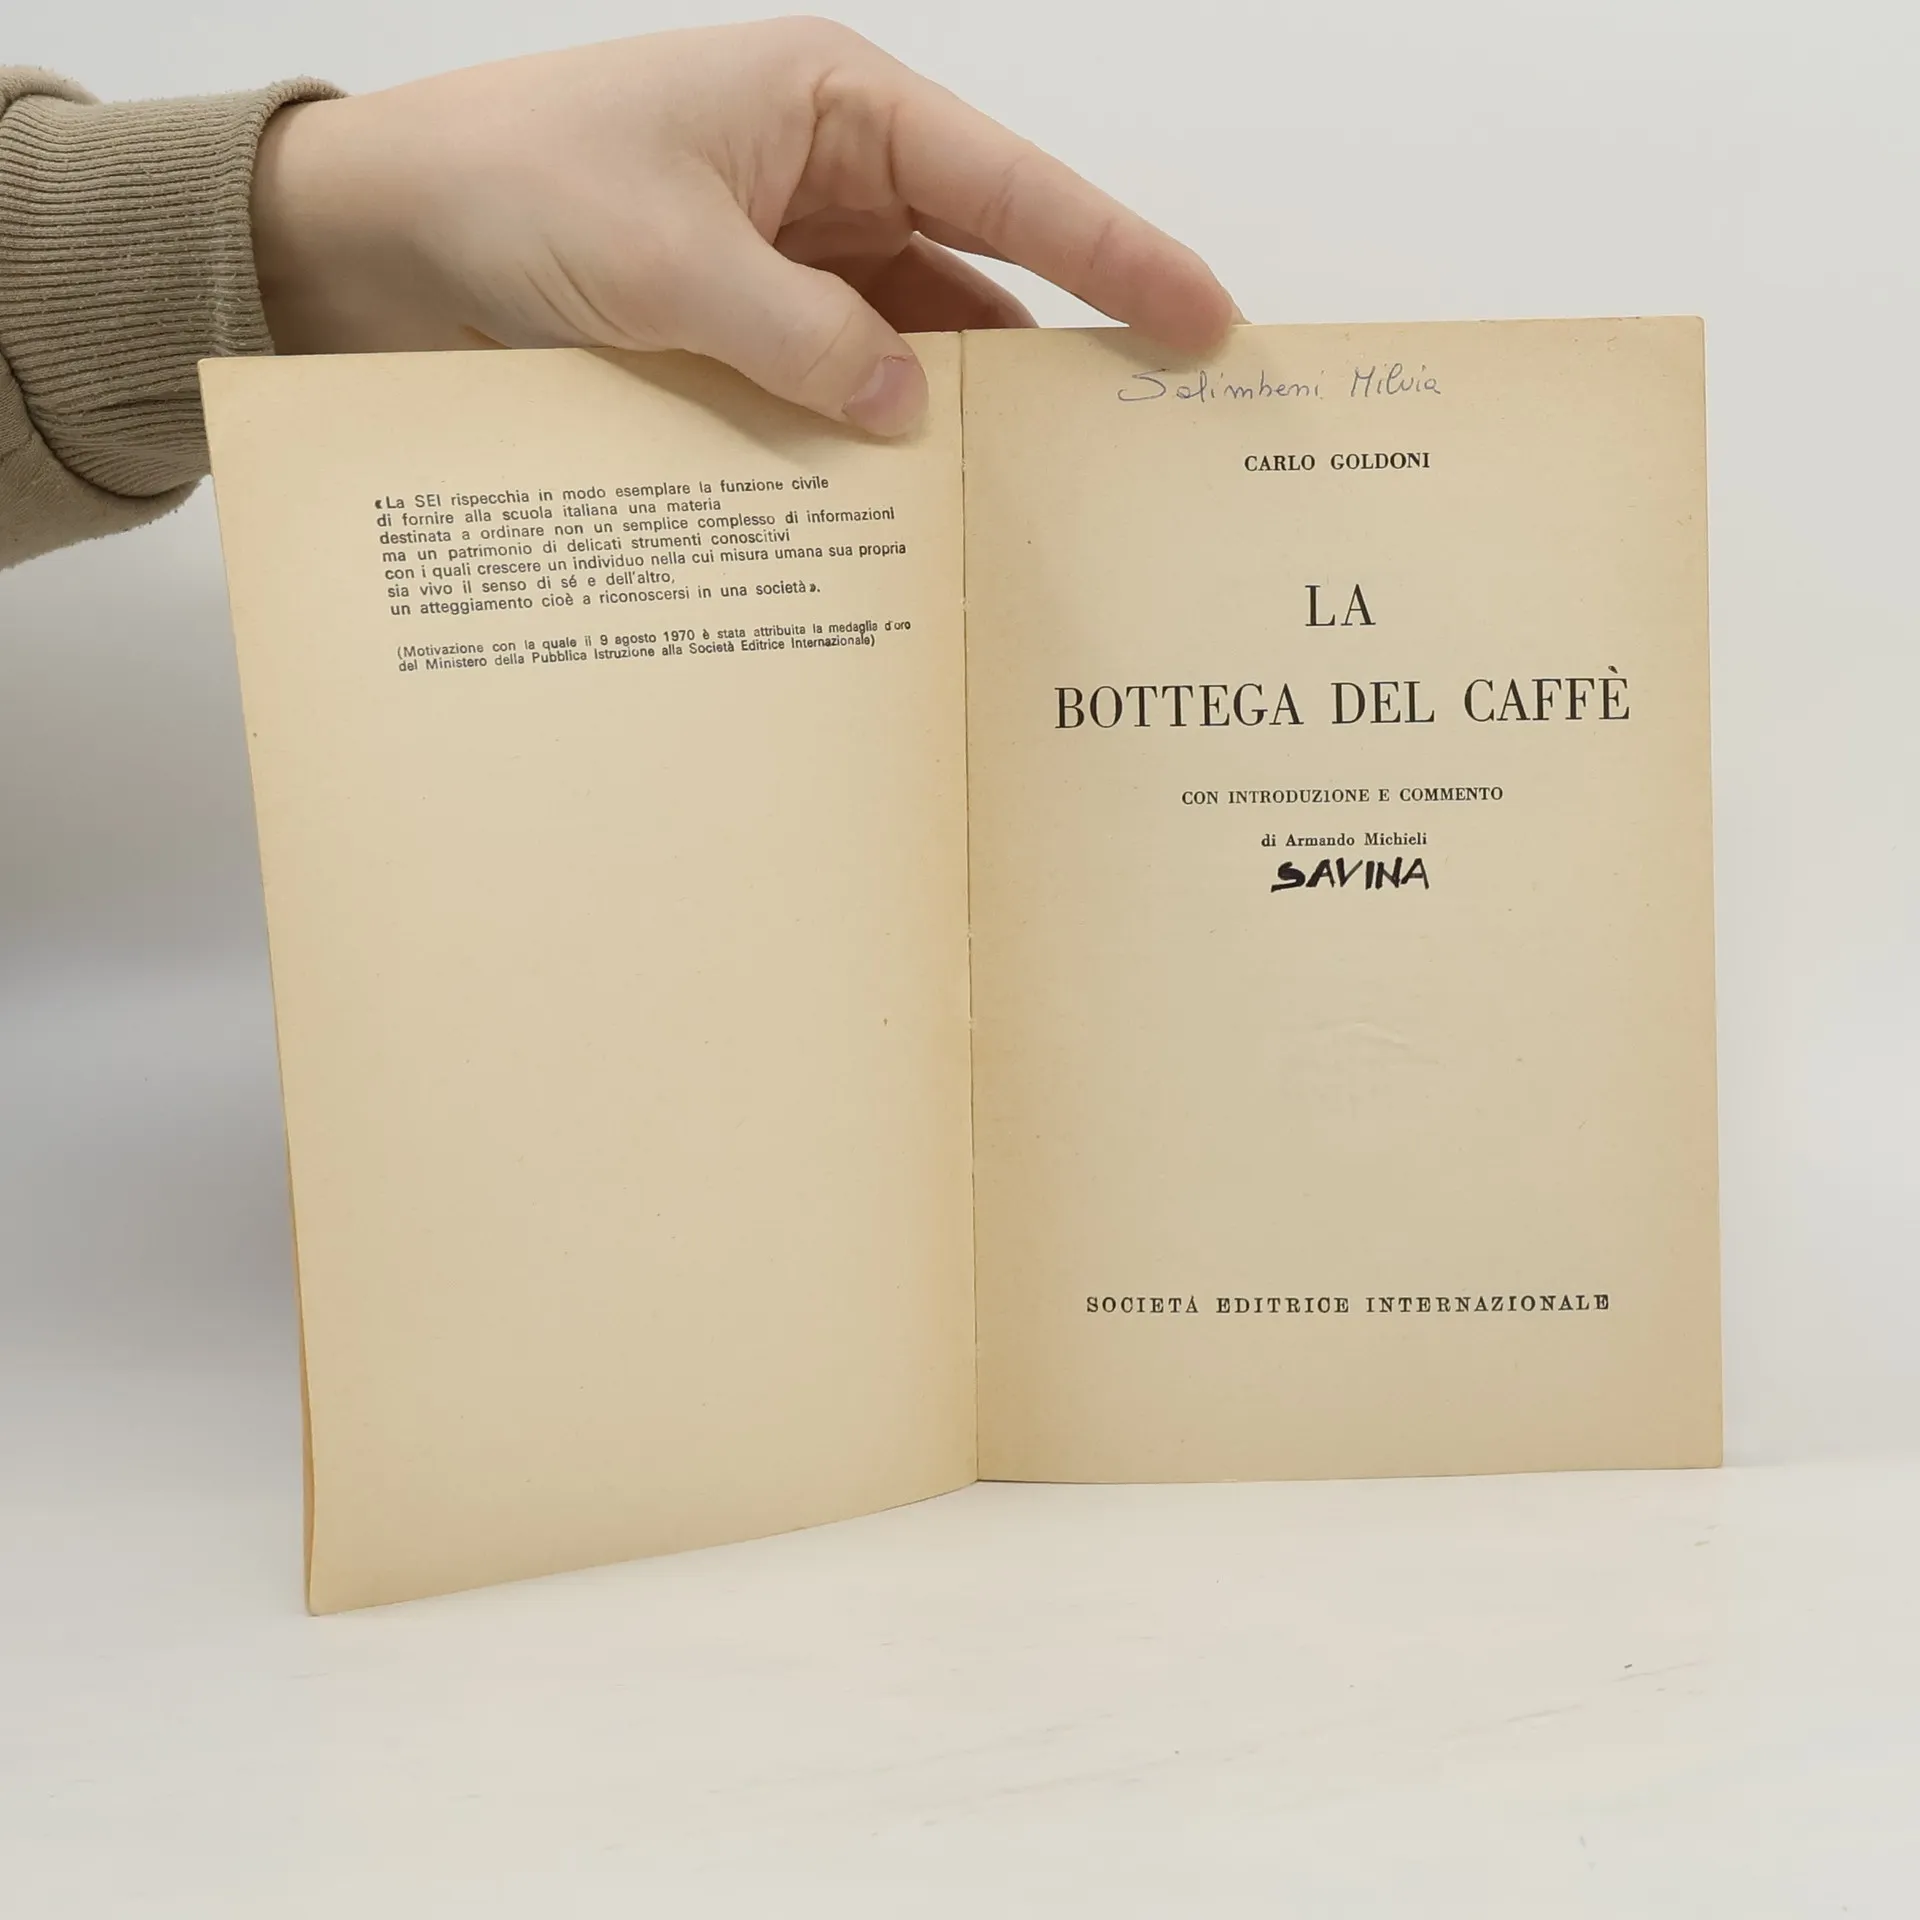 «La SEI rispecchia in modo esemplare la funzione civile
di fornire alla scuola italiana una materia
destinata a ordinare non un semplice complesso di informazioni
ma un patrimonio di delicati strumenti conoscitivi
con i quali crescere un individuo nella cui misura umana sua propria
sia vivo il senso di sé e dell'altro,
un atteggiamento cioè a riconoscersi in una società».
(Motivazione con la quale il 9 agosto 1970 è stata attribuita la medaglia d'oro
del Ministero della Pubblica Istruzione alla Società Editrice Internazionale)
Salimbeni Milvia
CARLO GOLDONI
LA
BOTTEGA DEL CAFFÈ
CON INTRODUZIONE E COMMENTO
di Armando Michieli
SAVINA
SOCIETÀ EDITRICE INTERNAZIONALE